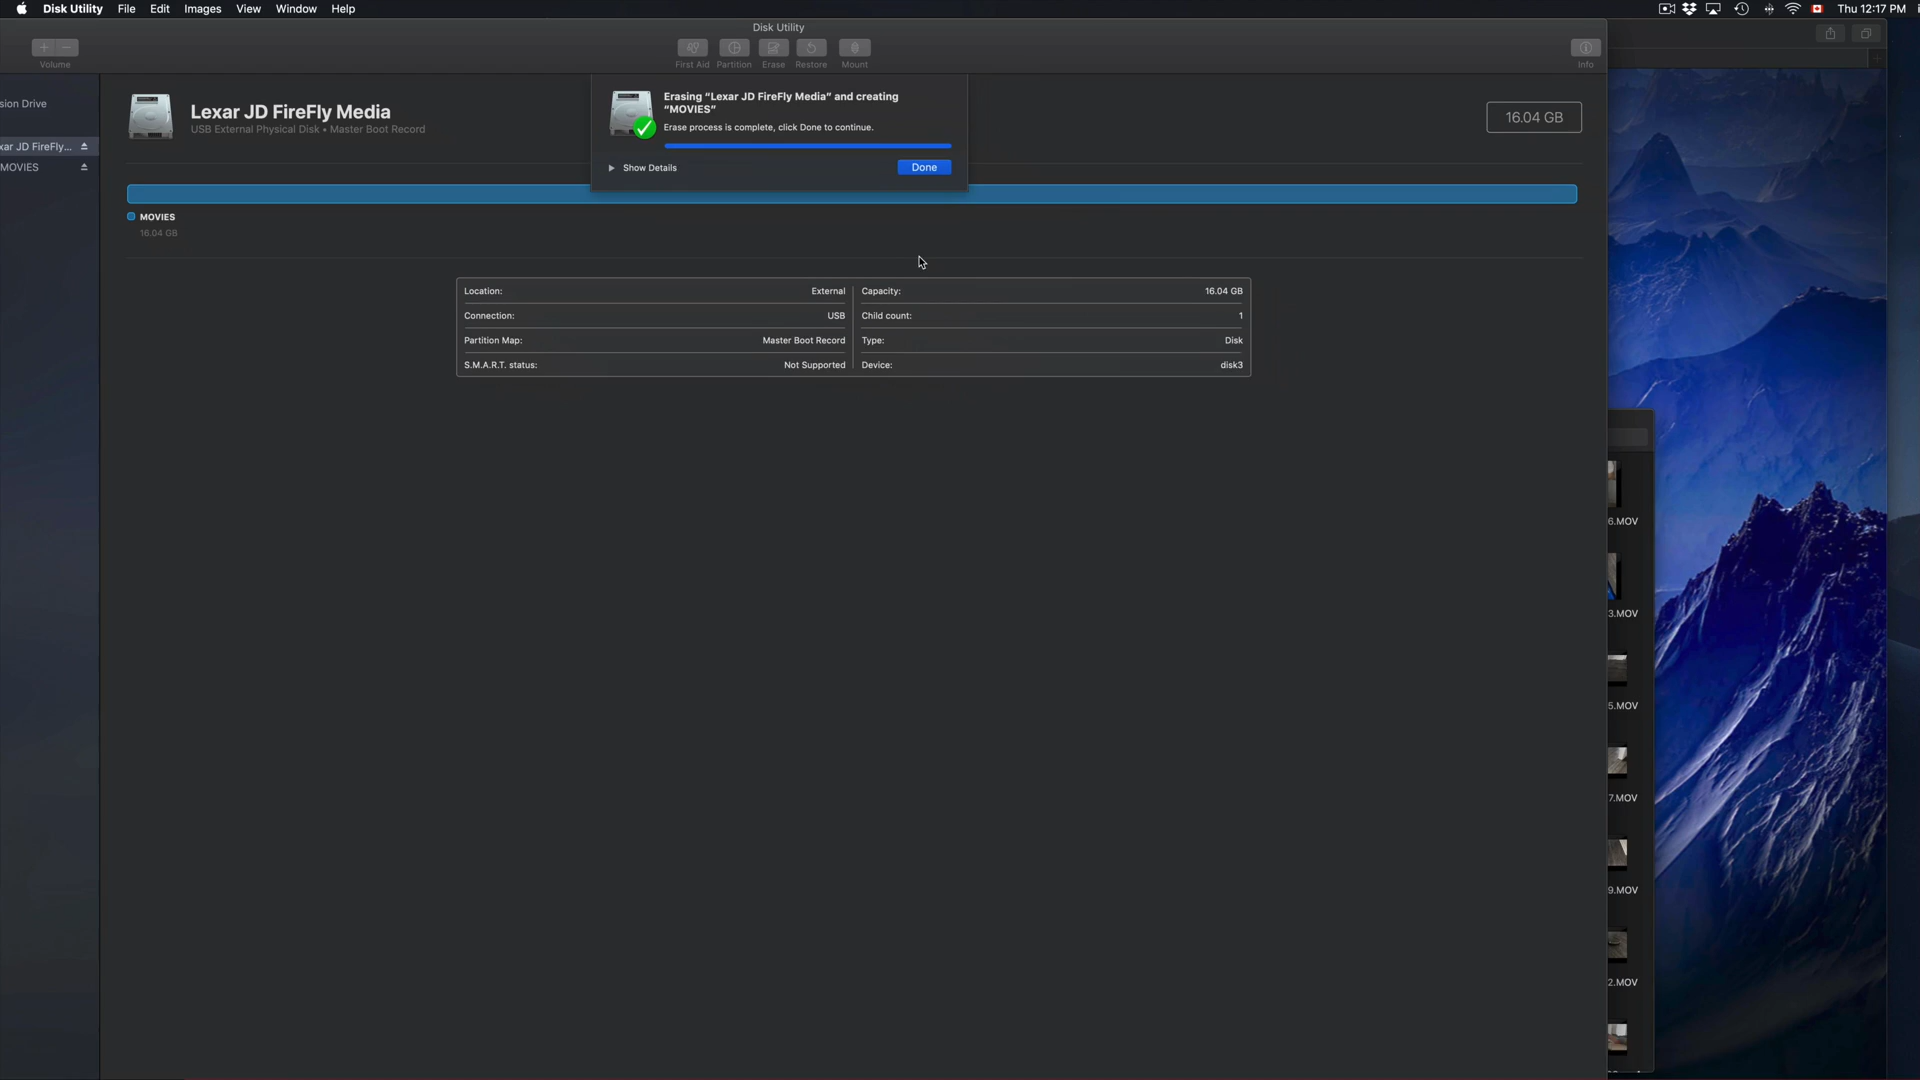 Disk Utility File Edit Images View Window Help Thu 12:17 PM
Disk Utility
Volume First Aid Partition Erase Restore Mount Info
sion Drive
xar JD FireFly...
MOVIES
Lexar JD FireFly Media
USB External Physical Disk • Master Boot Record
16.04 GB
Erasing “Lexar JD FireFly Media” and creating
“MOVIES”
Erase process is complete, click Done to continue.
Show Details Done
MOVIES
16.04 GB
Location: External Capacity: 16.04 GB
Connection: USB Child count: 1
Partition Map: Master Boot Record Type: Disk
S.M.A.R.T. status: Not Supported Device: disk3
6.MOV
3.MOV
5.MOV
7.MOV
9.MOV
2.MOV